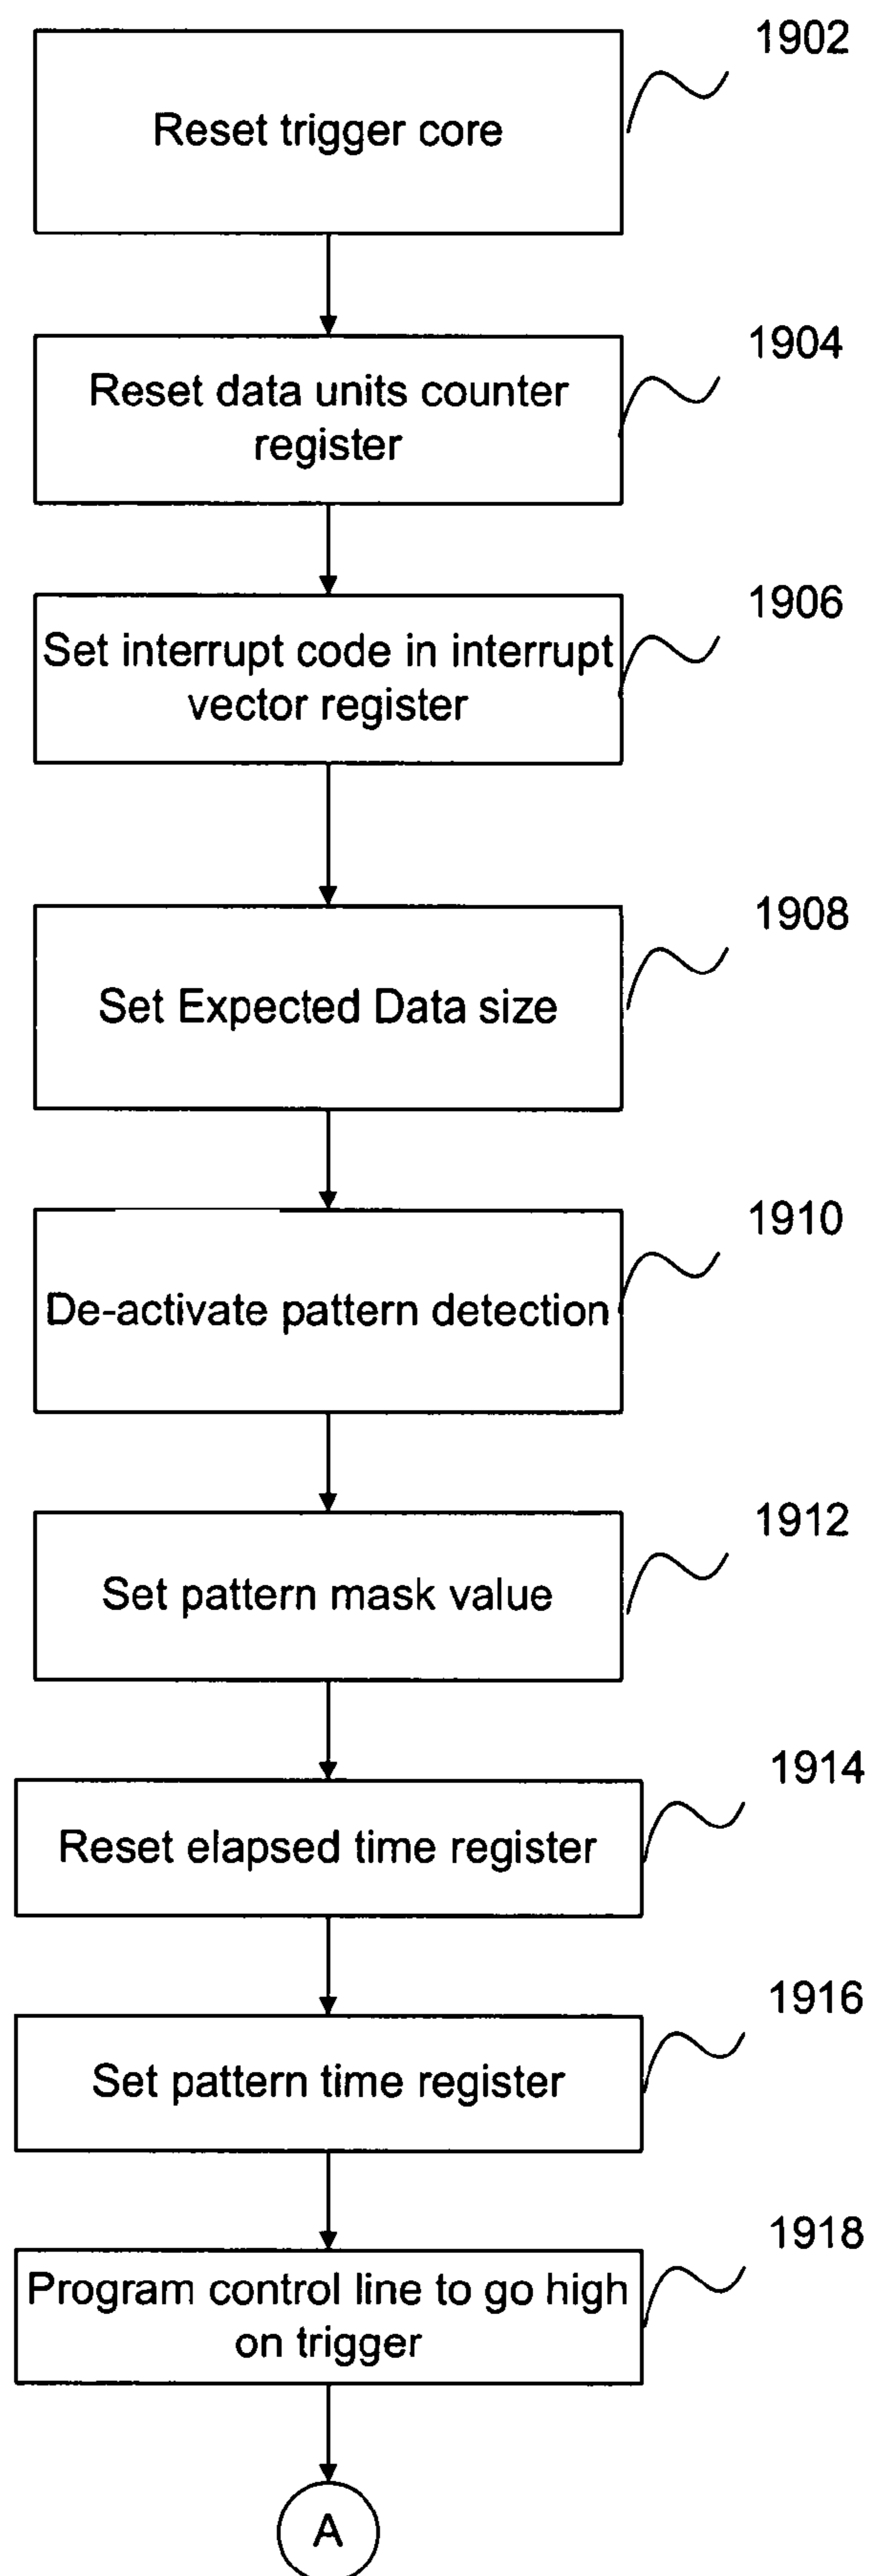 1902
Reset trigger core
1904
Reset data units counter
register
1906
Set interrupt code in interrupt
vector register
1908
Set Expected Data size
1910
De-activate pattern detection
1912
Set pattern mask value
1914
Reset elapsed time register
1916
Set pattern time register
1918
Program control line to go high
on trigger
A